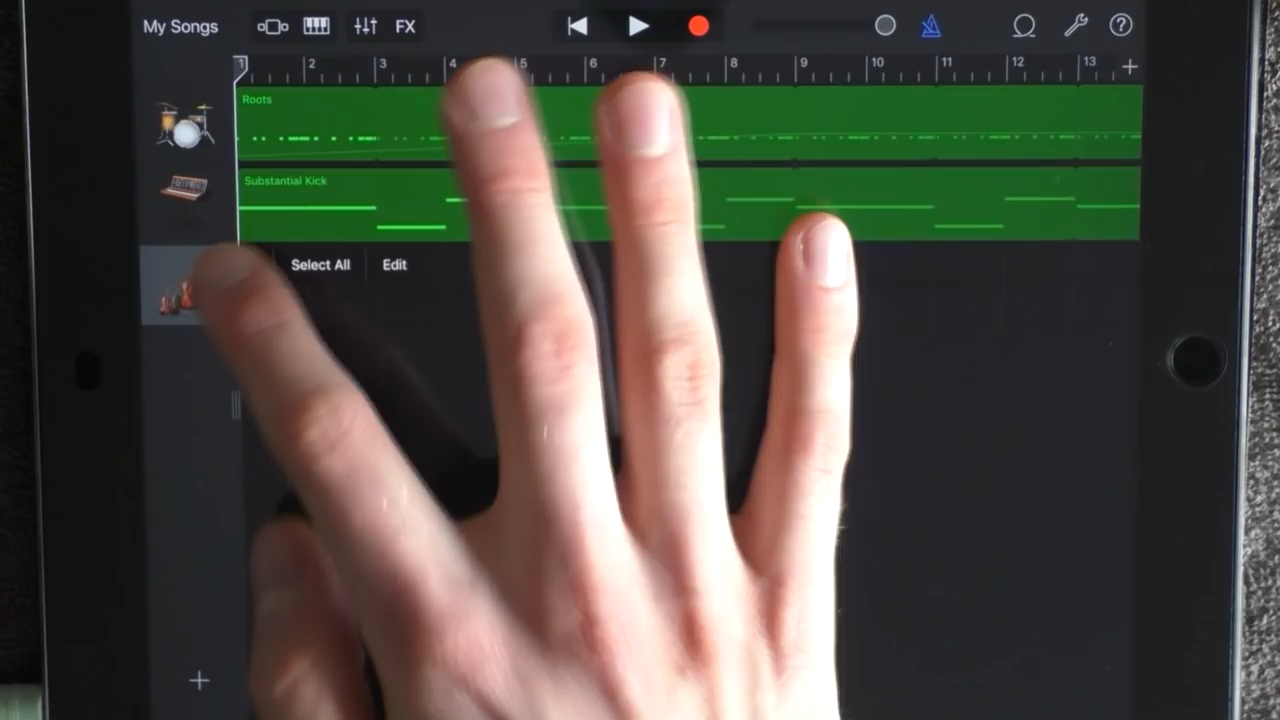 My Songs FX ?
1 2 3 4 5 6 7 8 9 10 11 12 13 +
Roots
Substantial Kick
Select All Edit
+